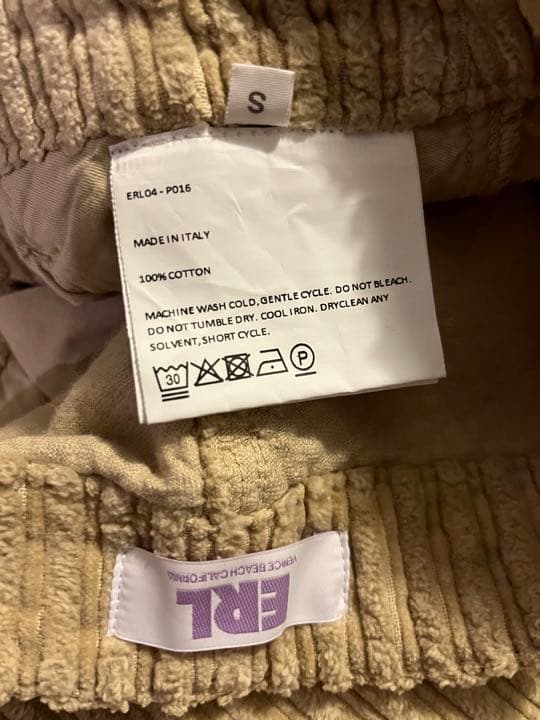 S
ERL04 - P016
MADE IN ITALY
100% COTTON
MACHINE WASH COLD, GENTLE CYCLE. DO NOT BLEACH.
DO NOT TUMBLE DRY. COOL IRON. DRYCLEAN ANY
SOLVENT, SHORT CYCLE.
30 P
ERL
VENICE BEACH CALIFORNIA